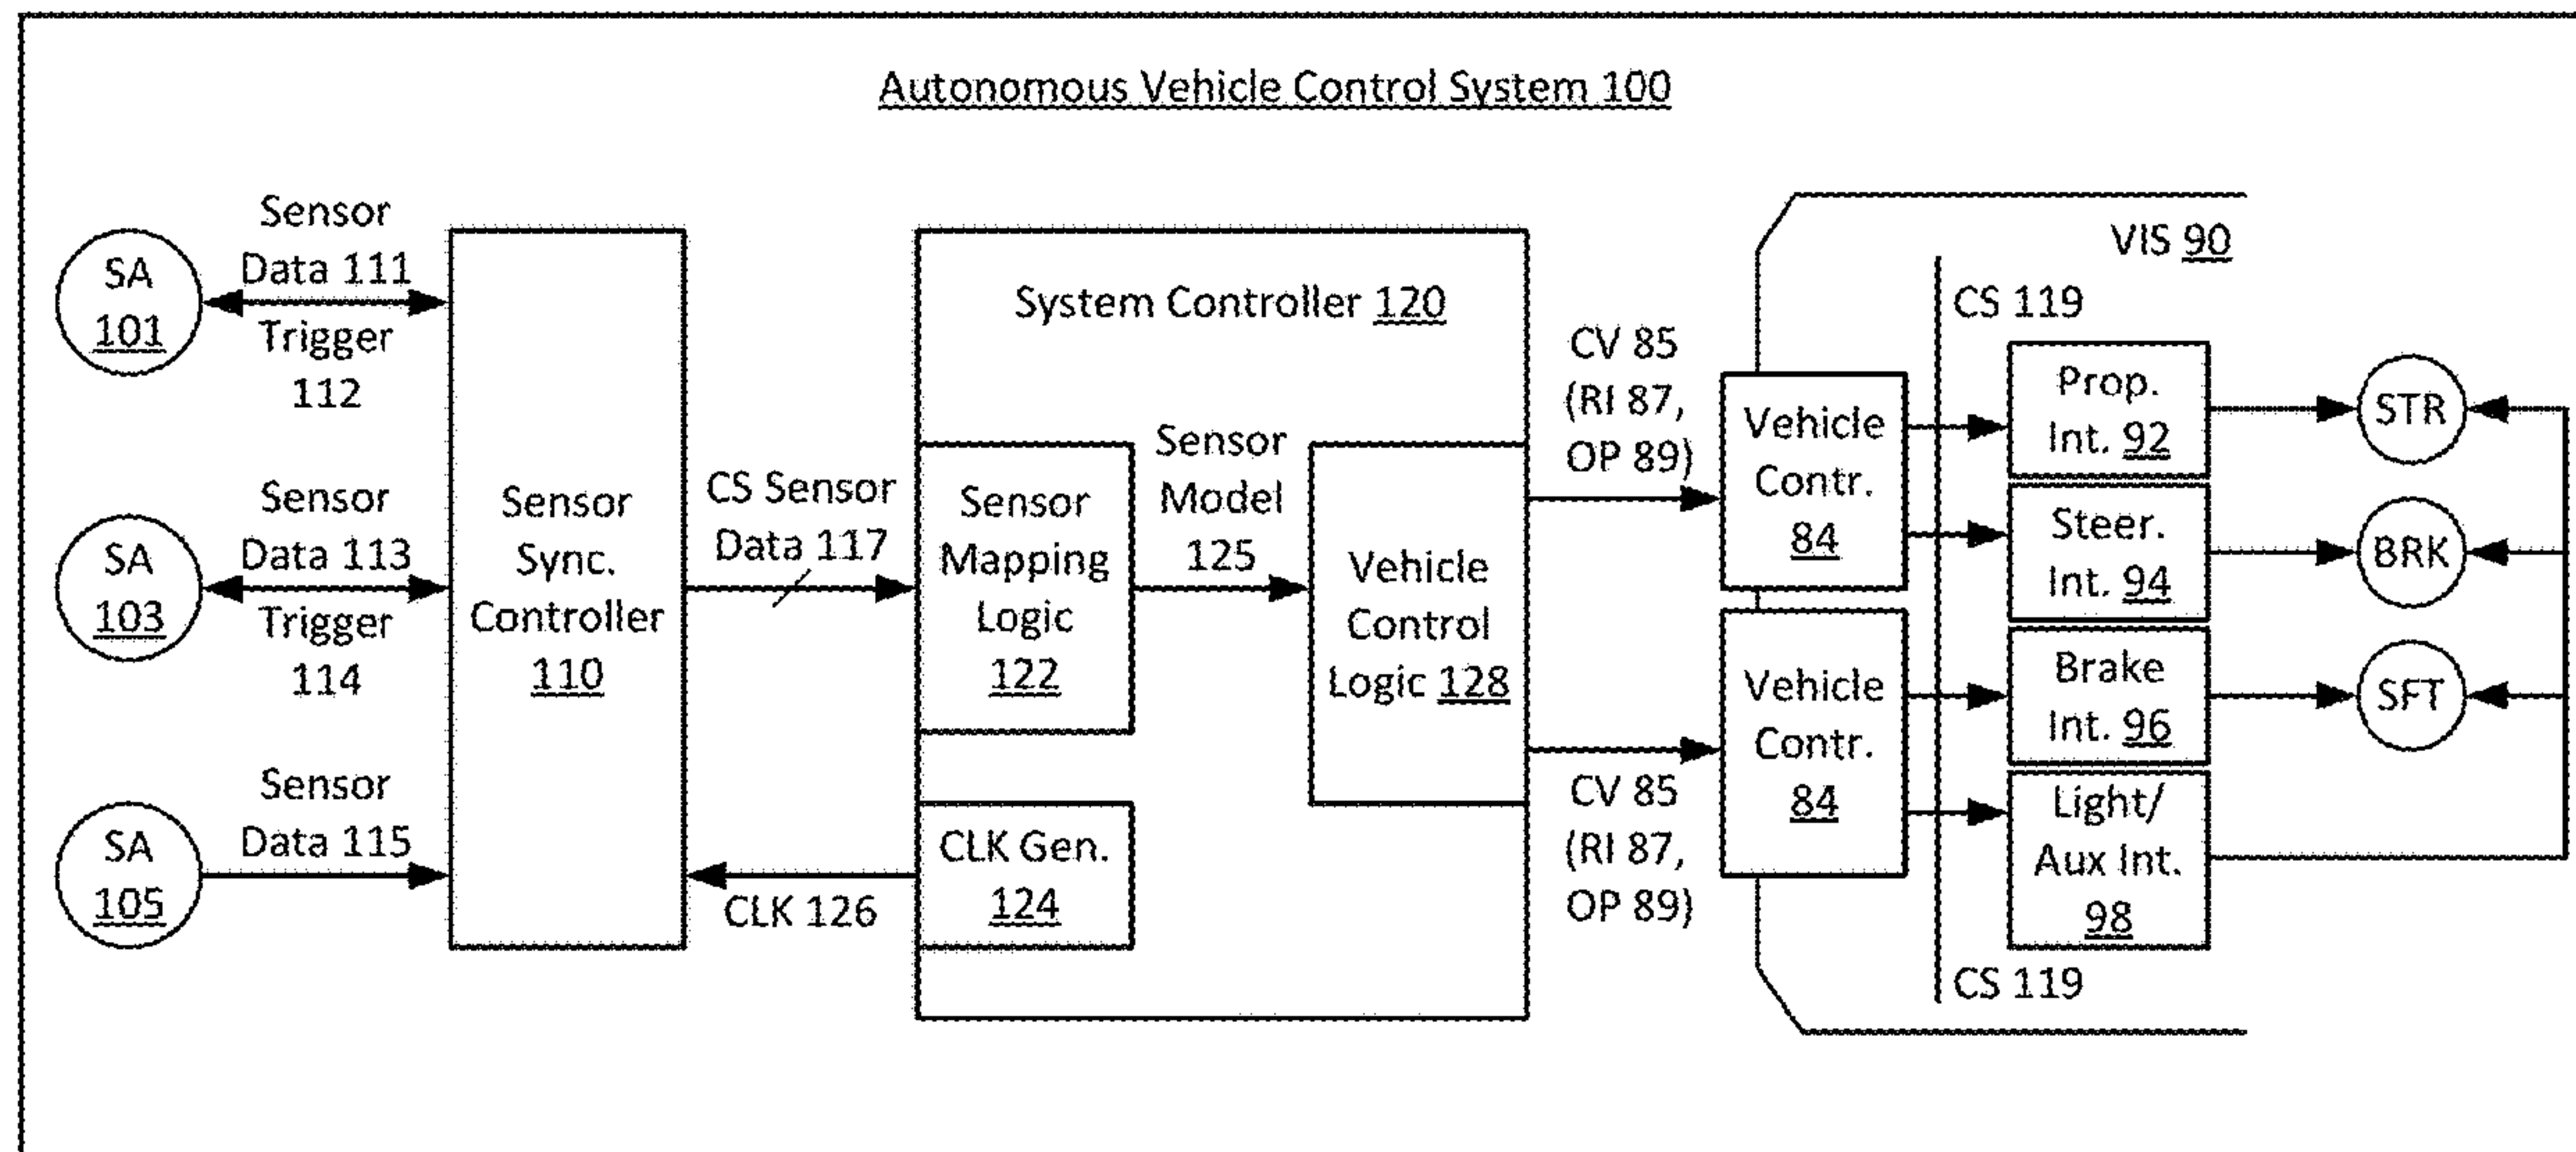 Autonomous Vehicle Control System 100
SA
101
Sensor
Data 111
Trigger
112
SA
103
Sensor
Data 113
Trigger
114
SA
105
Sensor
Data 115
Sensor
Sync.
Controller
110
CS Sensor
Data 117
CLK 126
System Controller 120
Sensor
Mapping
Logic
122
Sensor
Model
125
CLK Gen.
124
Vehicle
Control
Logic 128
CV 85
(RI 87,
OP 89)
CV 85
(RI 87,
OP 89)
VIS 90
Vehicle
Contr.
84
Vehicle
Contr.
84
CS 119
Prop.
Int. 92
Steer.
Int. 94
Brake
Int. 96
Light/
Aux Int.
98
CS 119
STR
BRK
SFT